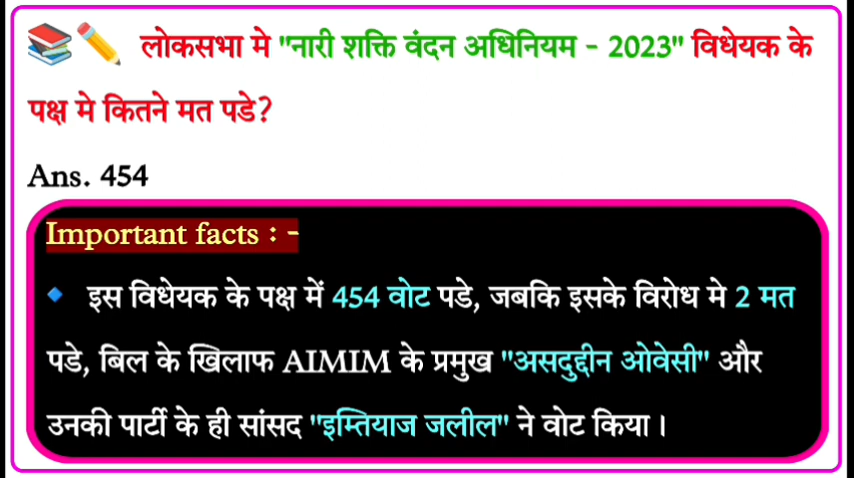 लोकसभा मे "नारी शक्ति वंदन अधिनियम - 2023" विधेयक के
पक्ष मे कितने मत पडे?
Ans. 454
Important facts : -
इस विधेयक के पक्ष में 454 वोट पडे, जबकि इसके विरोध मे 2 मत
पडे, बिल के खिलाफ AIMIM के प्रमुख "असदुद्दीन ओवेसी" और
उनकी पार्टी के ही सांसद "इम्तियाज जलील" ने वोट किया।